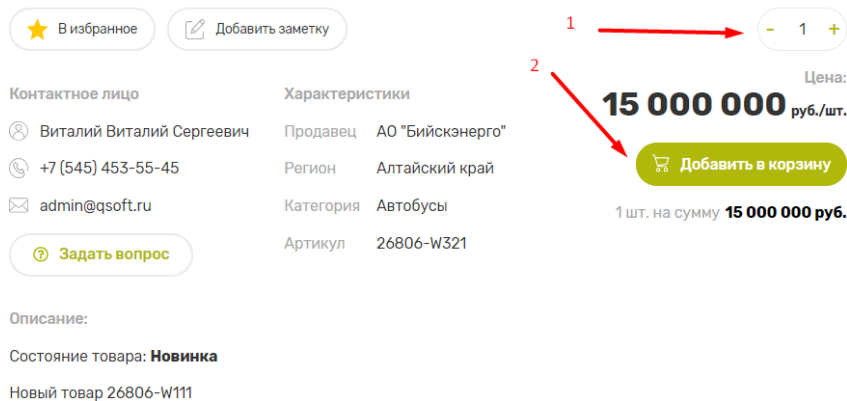 В избранное
Добавить заметку
1
- 1 +
2
Цена:
15 000 000 руб./шт.
Добавить в корзину
1 шт. на сумму 15 000 000 руб.
Контактное лицо
Виталий Виталий Сергеевич
+7 (545) 453-55-45
admin@qsoft.ru
Задать вопрос
Характеристики
Продавец АО "Бийскэнерго"
Регион Алтайский край
Категория Автобусы
Артикул 26806-W321
Описание:
Состояние товара: Новинка
Новый товар 26806-W111